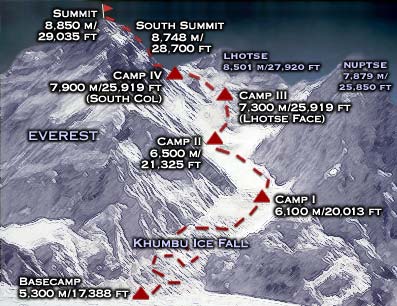 SUMMIT
8,850 M/
29,035 FT
SOUTH SUMMIT
8,748 M/
28,700 FT
LHOTSE
8,501 M/27,920 FT
NUPTSE
7,879 M/
25,850 FT
CAMP IV
7,900 M/25,919 FT
(SOUTH COL)
CAMP III
7,300 M/25,919 FT
(LHOTSE FACE)
EVEREST
CAMP II
6,500 M/
21,325 FT
CAMP I
6,100 M/20,013 FT
KHUMBU ICE FALL
BASECAMP
5,300 M/17,388 FT